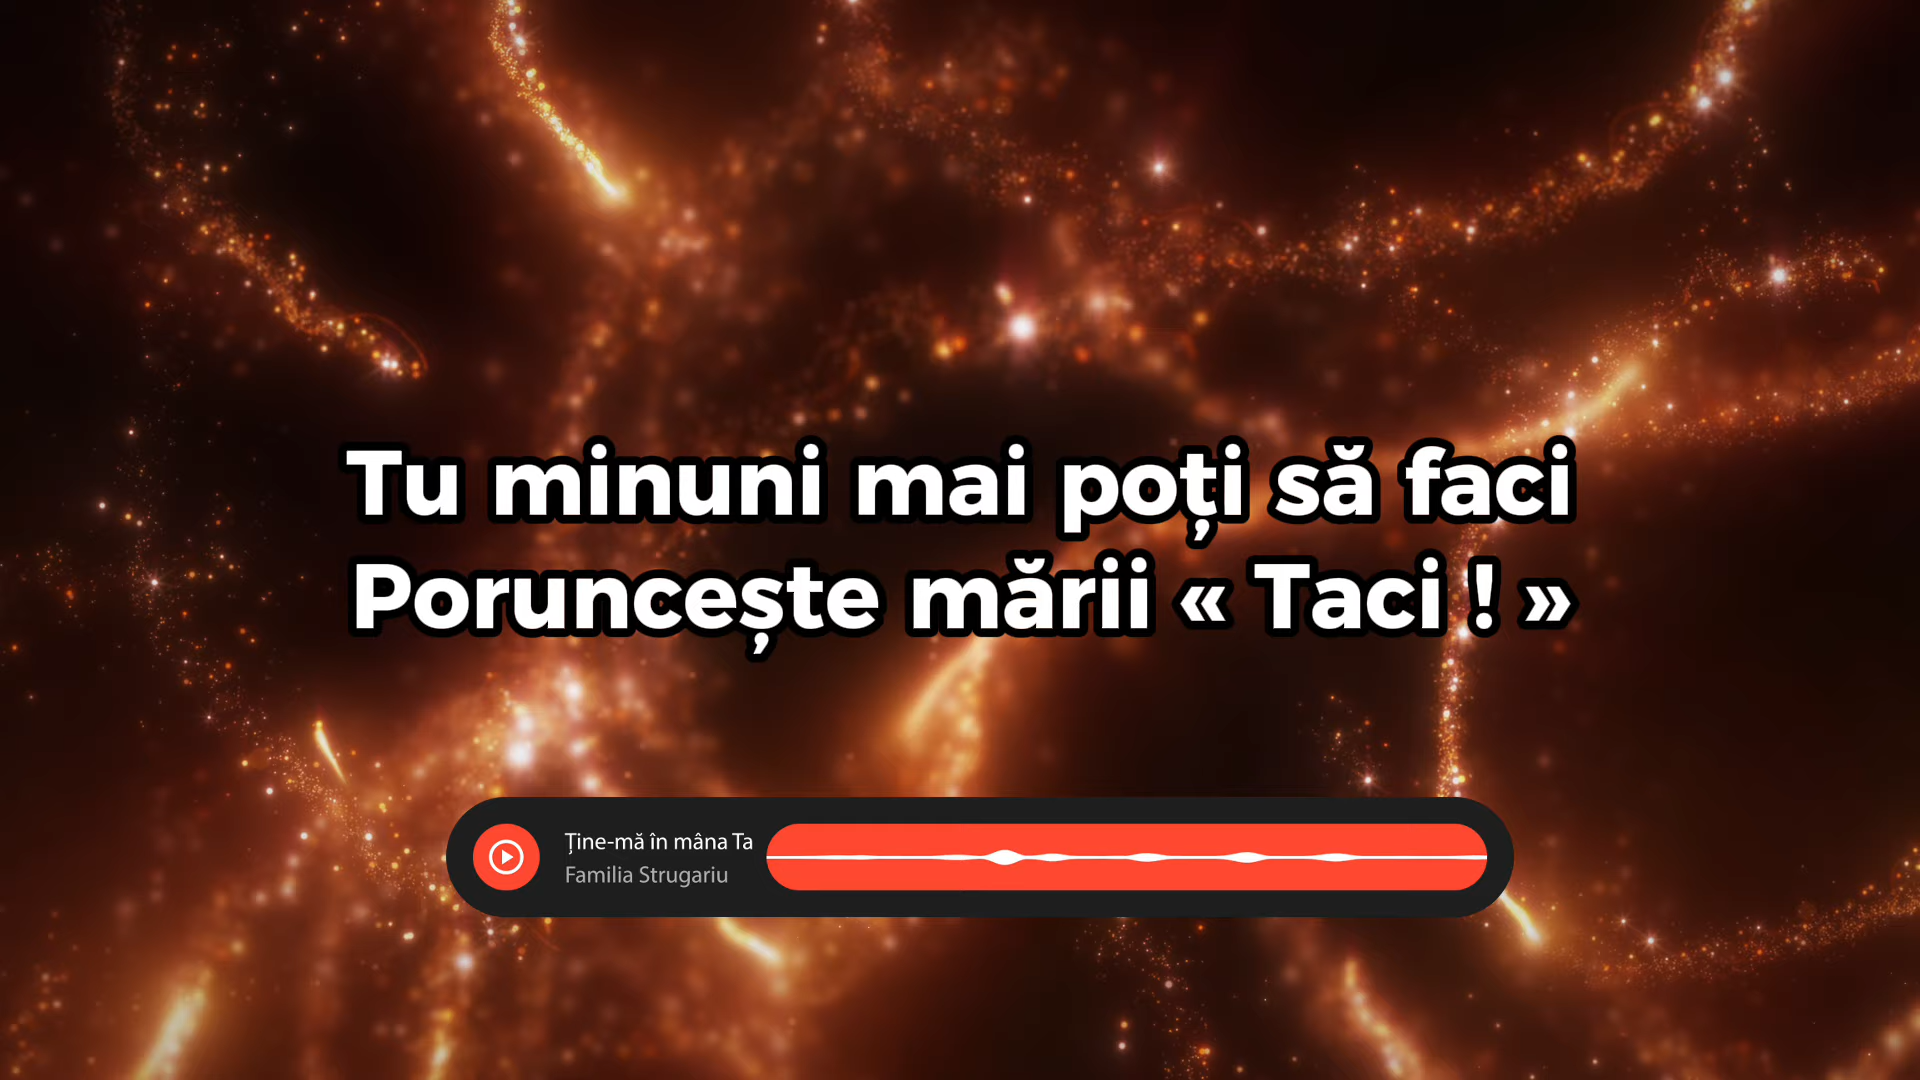 Tu minuni mai poți să faci
Poruncește mării « Taci ! »
Ține-mă în mâna Ta
Familia Strugariu